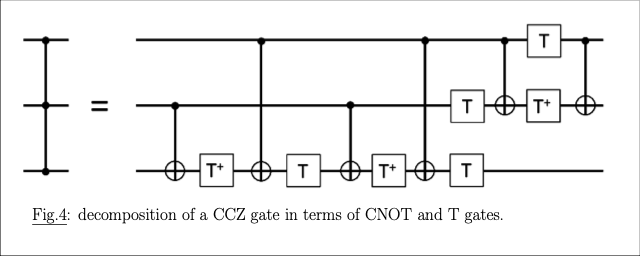 T
=
T T⁺
T⁺ T T⁺ T
Fig.4: decomposition of a CCZ gate in terms of CNOT and T gates.